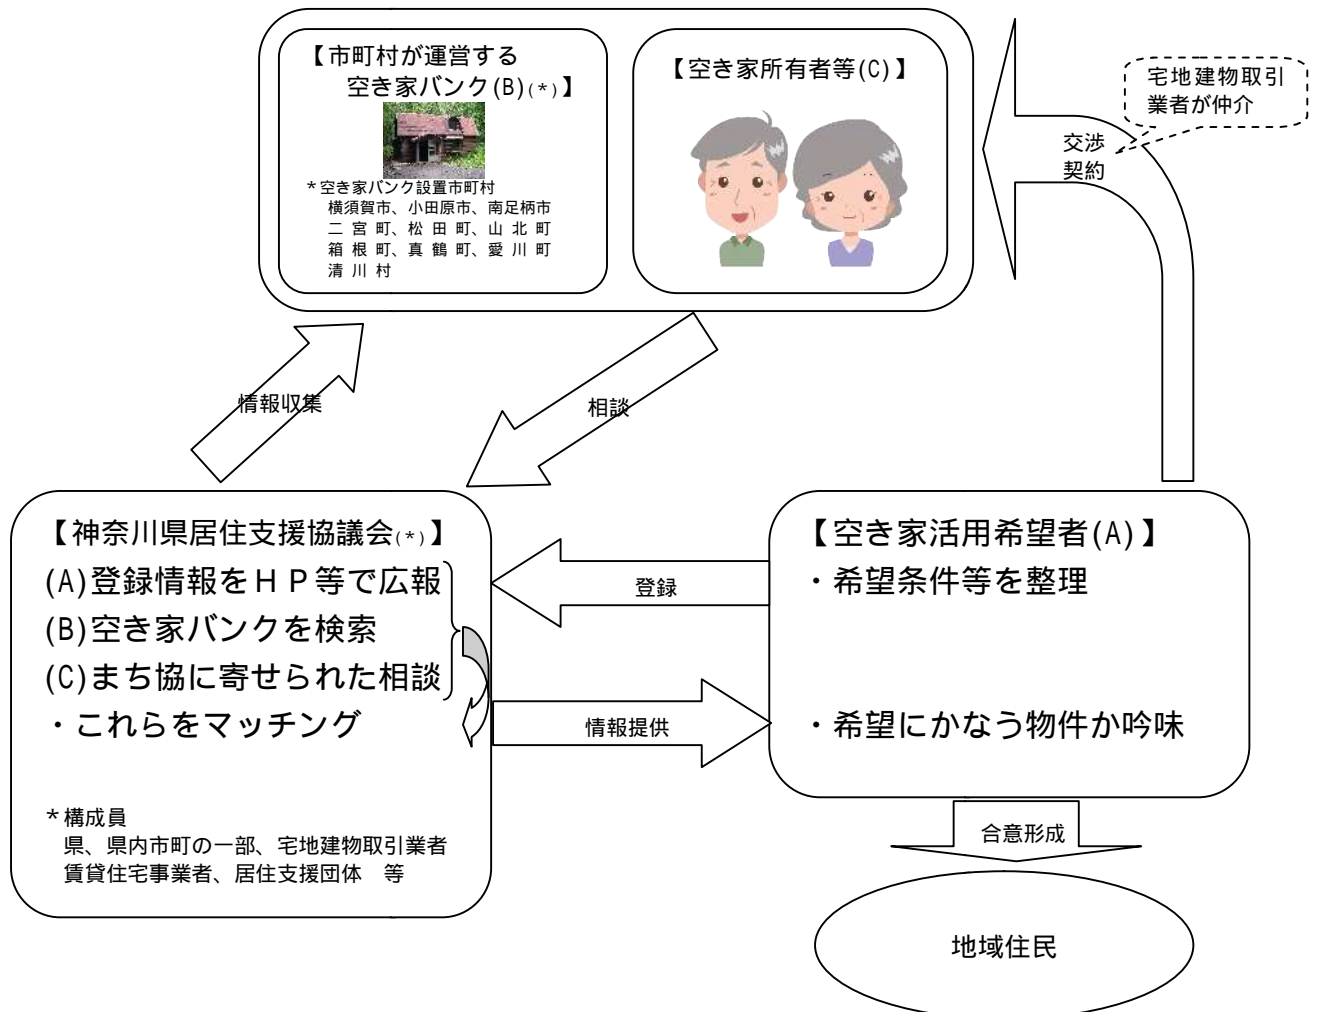 【市町村が運営する
空き家バンク(B)(*)】
*空き家バンク設置市町村
横須賀市、小田原市、南足柄市
二宮町、松田町、山北町
箱根町、真鶴町、愛川町
清川村
【空き家所有者等(C)】
宅地建物取引
業者が仲介
交渉
契約
情報収集
相談
【神奈川県居住支援協議会(*)】
(A)登録情報をＨＰ等で広報
(B)空き家バンクを検索
(C)まち協に寄せられた相談
・これらをマッチング
*構成員
県、県内市町の一部、宅地建物取引業者
賃貸住宅事業者、居住支援団体　等
登録
情報提供
【空き家活用希望者(A)】
・希望条件等を整理
・希望にかなう物件か吟味
合意形成
地域住民